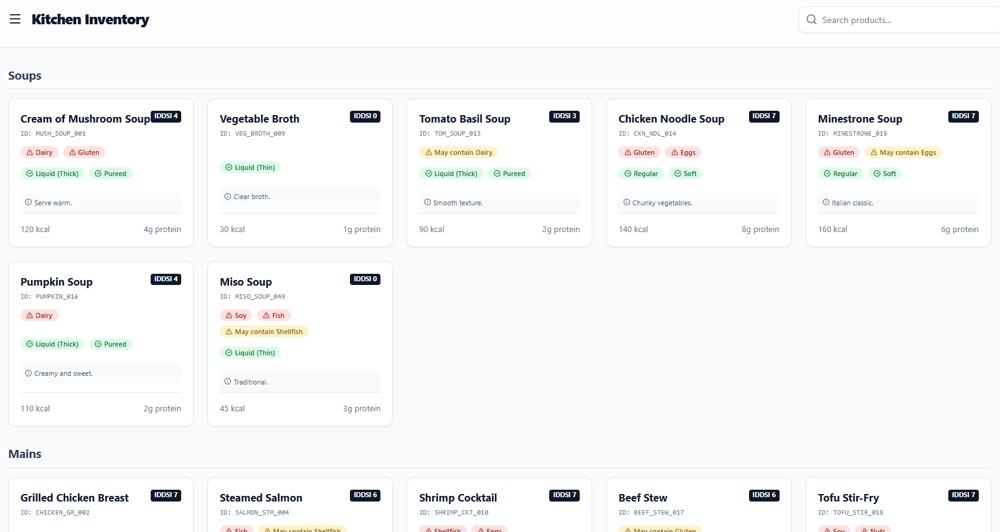 Kitchen Inventory
Search products...
Soups
Cream of Mushroom Soup
IDDSI 4
ID: MUSH_SOUP_001
Dairy
Gluten
Liquid (Thick)
Pureed
Serve warm.
120 kcal
4g protein
Vegetable Broth
IDDSI 0
ID: VEG_BROTH_009
Liquid (Thin)
Clear broth.
30 kcal
1g protein
Tomato Basil Soup
IDDSI 3
ID: TOM_SOUP_013
May contain Dairy
Liquid (Thick)
Pureed
Smooth texture.
90 kcal
2g protein
Chicken Noodle Soup
IDDSI 7
ID: CKN_NDL_014
Gluten
Eggs
Regular
Soft
Chunky vegetables.
140 kcal
8g protein
Minestrone Soup
IDDSI 7
ID: MINESTRONE_015
Gluten
May contain Eggs
Regular
Soft
Italian classic.
160 kcal
6g protein
Pumpkin Soup
IDDSI 4
ID: PUMPKIN_016
Dairy
Liquid (Thick)
Pureed
Creamy and sweet.
110 kcal
2g protein
Miso Soup
IDDSI 0
ID: MISO_SOUP_049
Soy
Fish
May contain Shellfish
Liquid (Thin)
Traditional.
45 kcal
3g protein
Mains
Grilled Chicken Breast
IDDSI 7
ID: CHICKEN_GR_002
Steamed Salmon
IDDSI 6
ID: SALMON_STM_004
Fish
May contain Shellfish
Shrimp Cocktail
IDDSI 7
ID: SHRIMP_CKT_010
Shellfish
Eggs
Beef Stew
IDDSI 6
ID: BEEF_STEW_017
May contain Gluten
Tofu Stir-Fry
IDDSI 7
ID: TOFU_STIR_018
Soy
Nuts